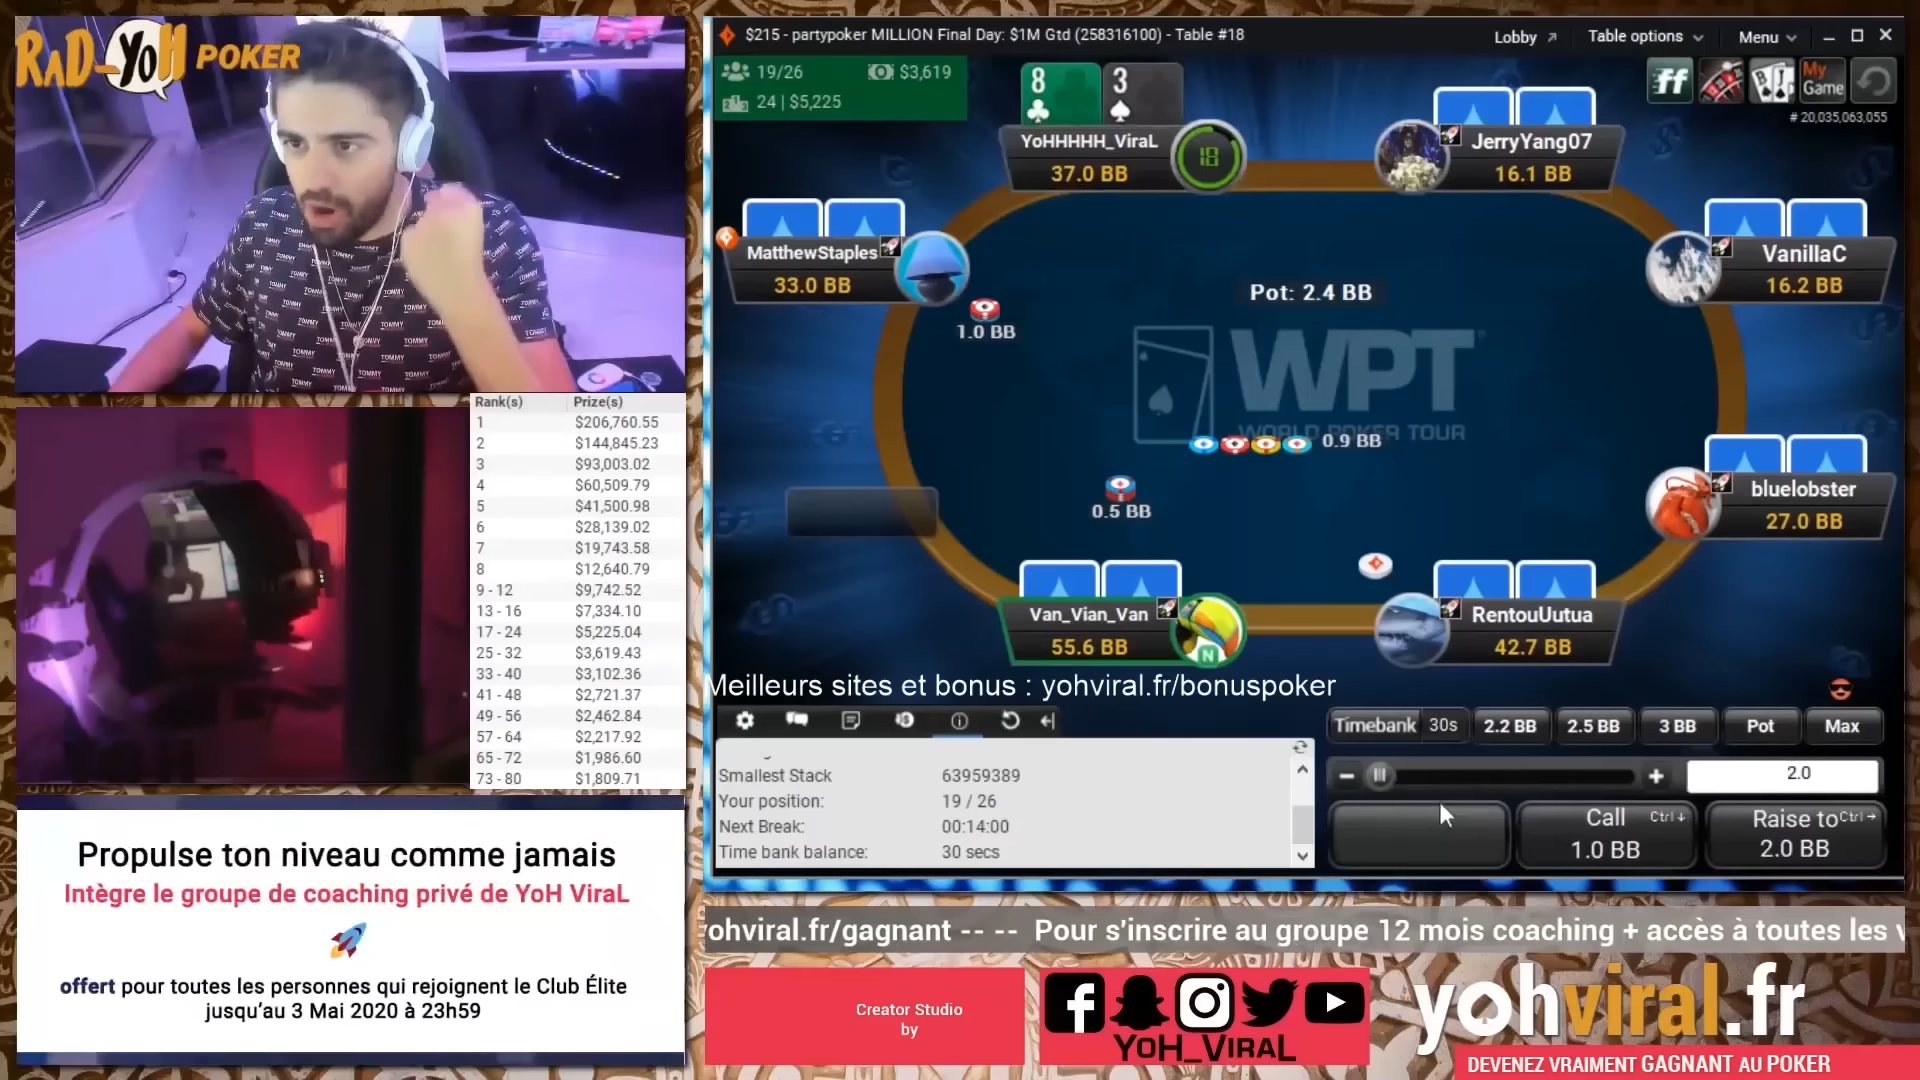 RAD-YoH POKER
Rank(s) Prize(s)
1 $206,760.55
2 $144,845.23
3 $93,003.02
4 $60,509.79
5 $41,500.98
6 $28,139.02
7 $19,743.58
8 $12,640.79
9 - 12 $9,742.52
13 - 16 $7,334.10
17 - 24 $5,225.04
25 - 32 $3,619.43
33 - 40 $3,102.36
41 - 48 $2,721.37
49 - 56 $2,462.84
57 - 64 $2,217.92
65 - 72 $1,986.60
73 - 80 $1,809.71
Propulse ton niveau comme jamais
Intègre le groupe de coaching privé de YoH ViraL
offert pour toutes les personnes qui rejoignent le Club Élite
jusqu'au 3 Mai 2020 à 23h59
$215 - partypoker MILLION Final Day: $1M Gtd (258316100) - Table #18
Lobby Table options Menu
19/26 $3,619
24 | $5,225
My Game
# 20,035,063,055
8 3
YoHHHHH_ViraL
37.0 BB
18
JerryYang07
16.1 BB
MatthewStaples
33.0 BB
VanillaC
16.2 BB
1.0 BB
Pot: 2.4 BB
WPT
WORLD POKER TOUR
0.9 BB
0.5 BB
bluelobster
27.0 BB
Van_Vian_Van
55.6 BB
N
RentouUutua
42.7 BB
Meilleurs sites et bonus : yohviral.fr/bonuspoker
Smallest Stack 63959389
Your position: 19 / 26
Next Break: 00:14:00
Time bank balance: 30 secs
Timebank 30s 2.2 BB 2.5 BB 3 BB Pot Max
2.0
Call Ctrl↓
1.0 BB
Raise to Ctrl→
2.0 BB
yohviral.fr/gagnant -- -- Pour s'inscrire au groupe 12 mois coaching + accès à toutes les
Creator Studio
by
YoH_ViraL
yohviral.fr
DEVENEZ VRAIMENT GAGNANT AU POKER